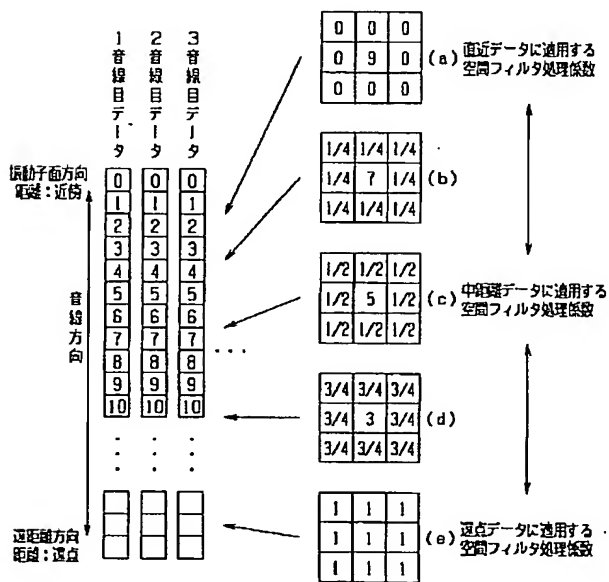 1音線目データ
2音線目データ
3音線目データ
振動子面方向
距離:近傍
音線方向
遠距離方向
距離:遠点
0 0 0
1 1 1
2 2 2
3 3 3
4 4 4
5 5 5
6 6 6
7 7 7
8 8 8
9 9 9
10 10 10
・・・・
0 0 0
0 9 0
0 0 0
(a) 直近データに適用する
空間フィルタ処理係数
1/4 1/4 1/4
1/4 7 1/4
1/4 1/4 1/4
(b)
1/2 1/2 1/2
1/2 5 1/2
1/2 1/2 1/2
(c) 中距離データに適用する
空間フィルタ処理係数
3/4 3/4 3/4
3/4 3 3/4
3/4 3/4 3/4
(d)
1 1 1
1 1 1
1 1 1
(e) 遠点データに適用する
空間フィルタ処理係数